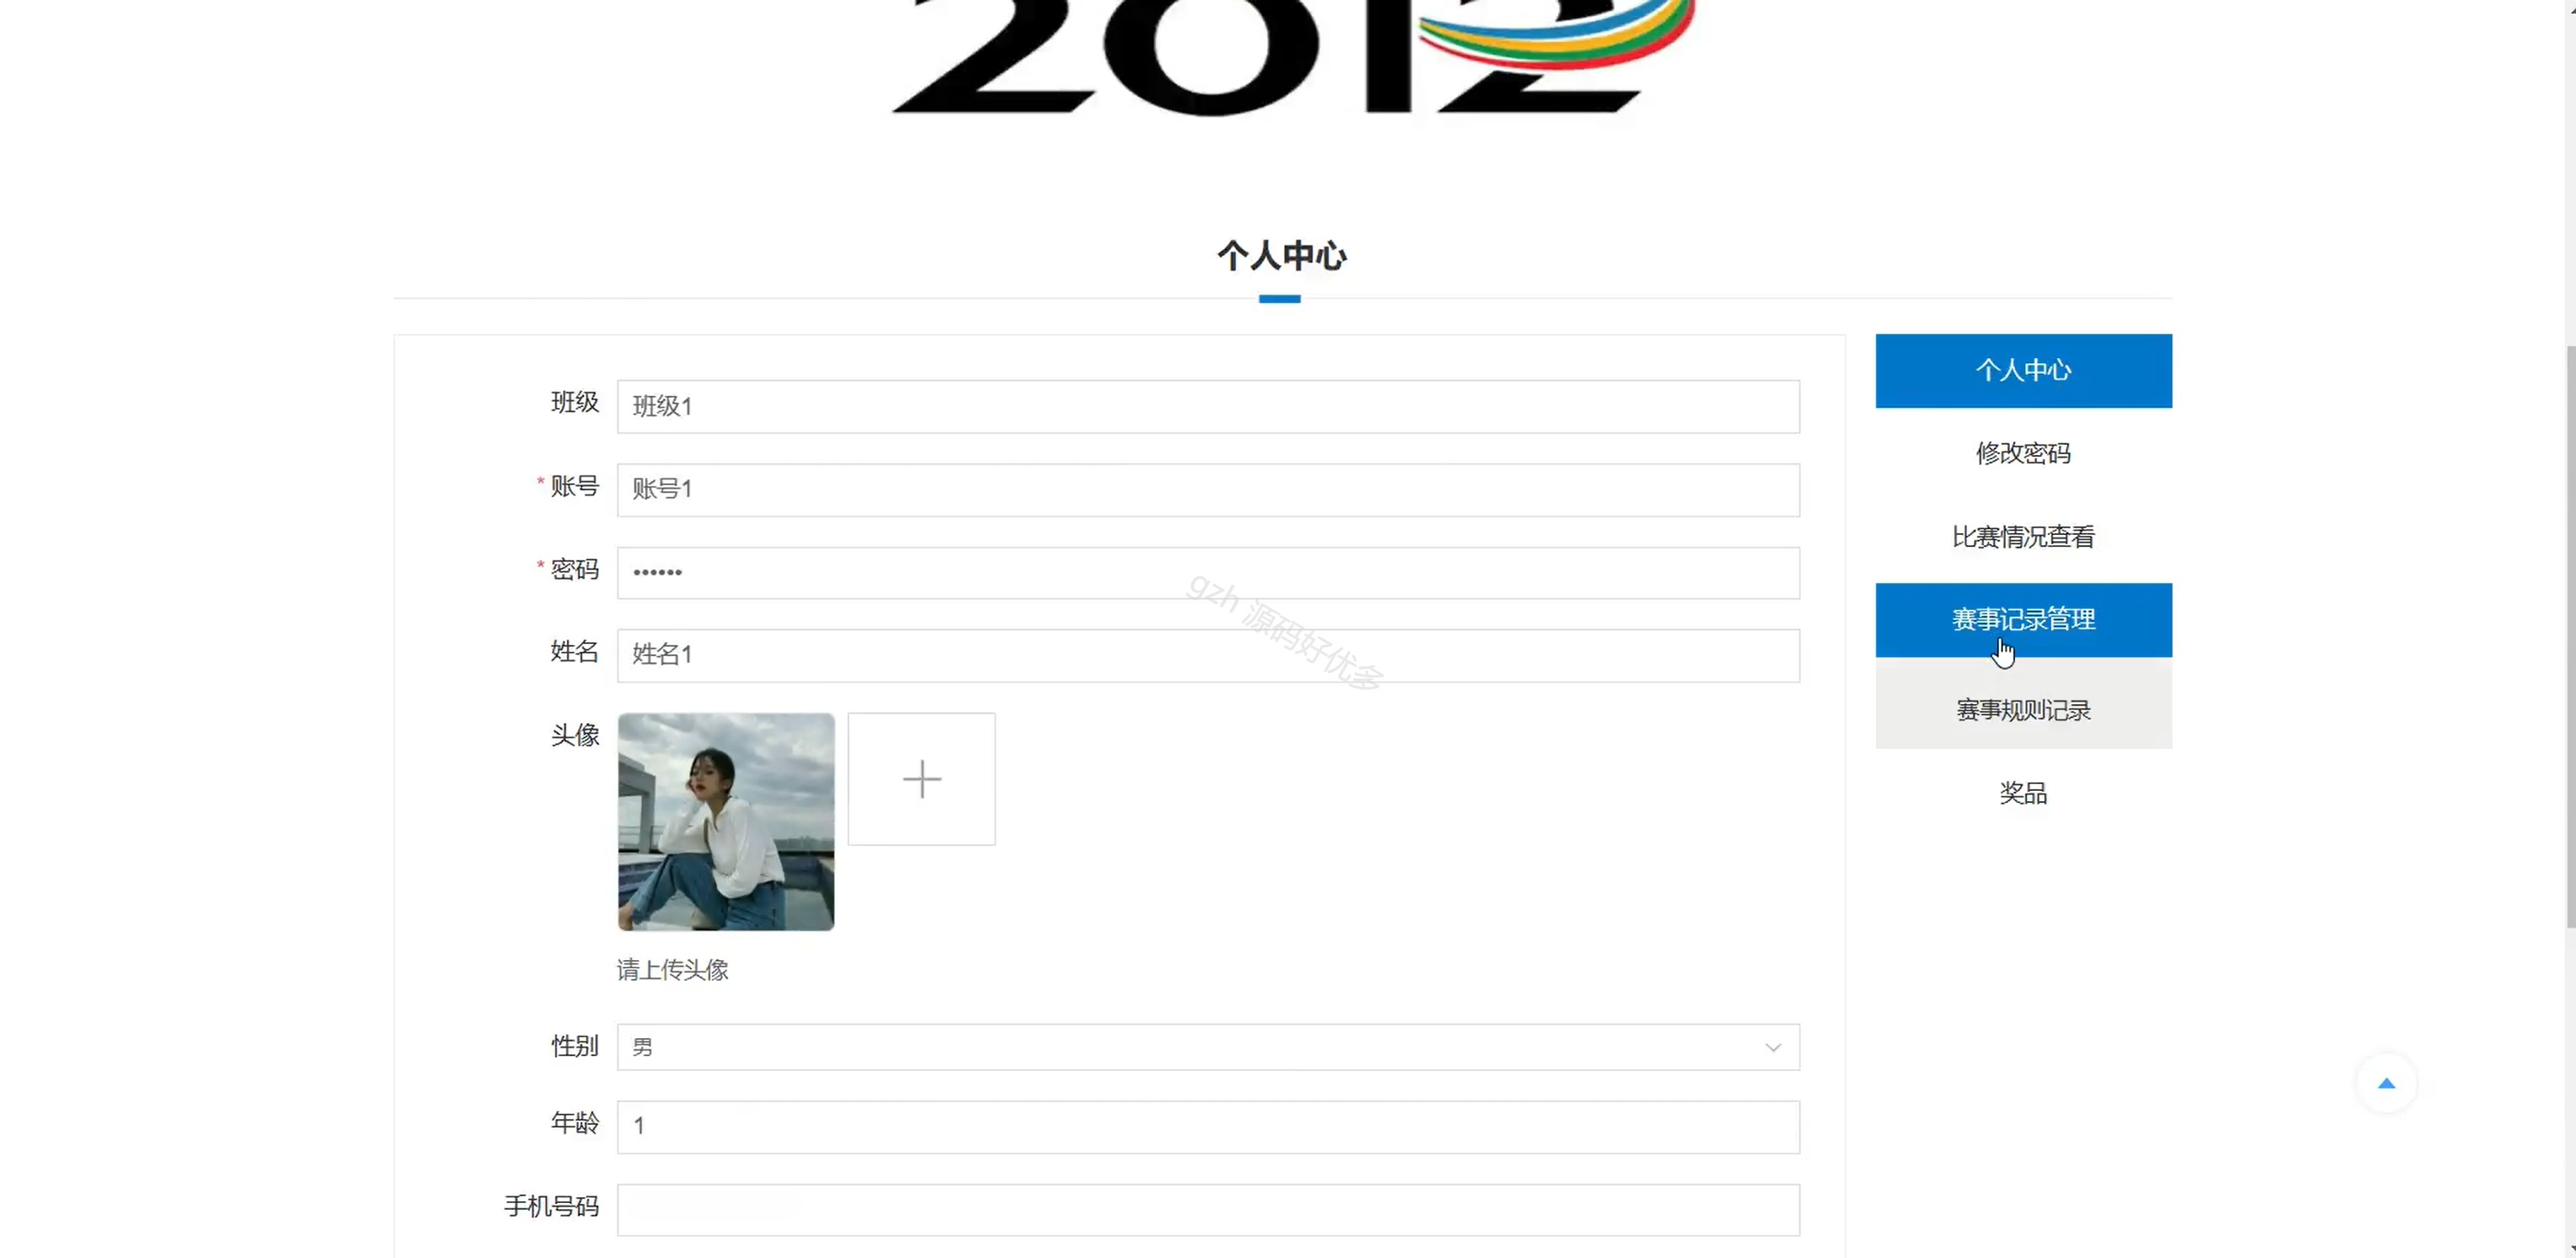 2012
个人中心
班级 班级1
* 账号 账号1
* 密码 ••••••
姓名 姓名1
头像
请上传头像
性别 男
年龄 1
手机号码
个人中心
修改密码
比赛情况查看
赛事记录管理
赛事规则记录
奖品
gzh 源码好优多